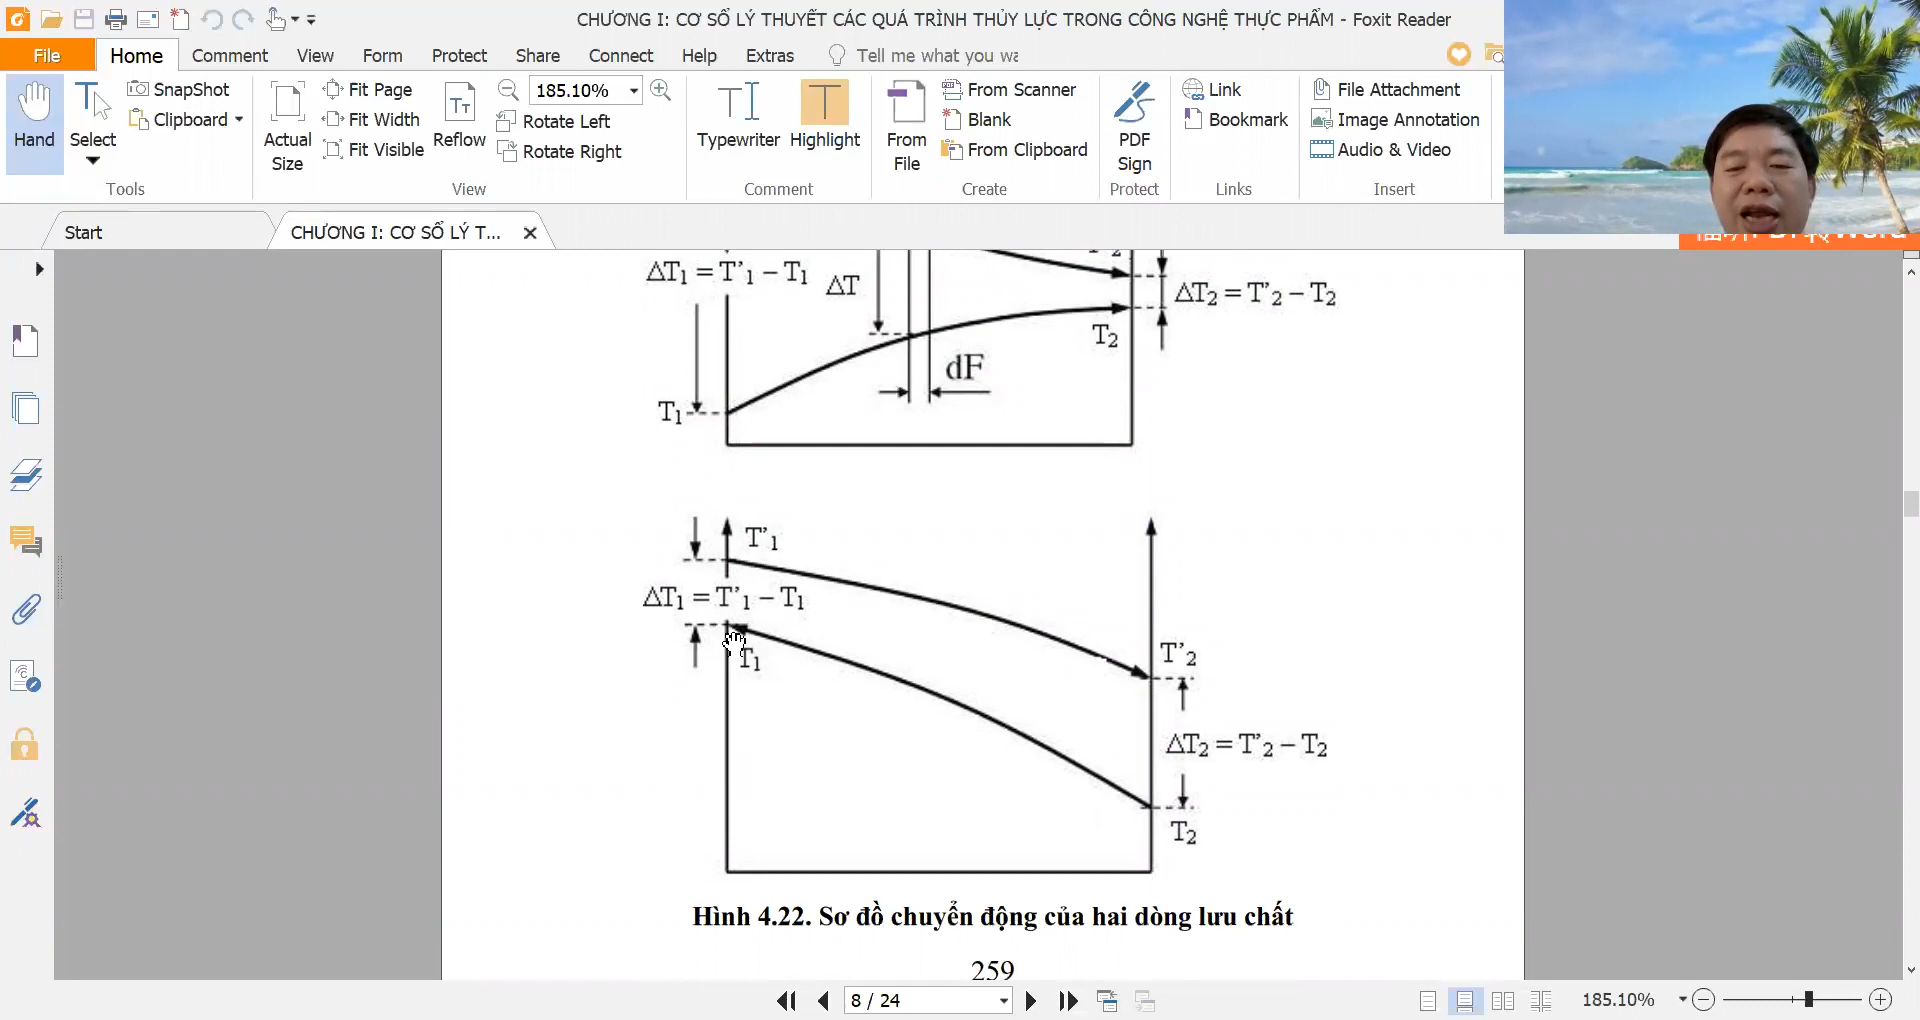 CHƯƠNG I: CƠ SỔ LÝ THUYẾT CÁC QUÁ TRÌNH THỦY LỰC TRONG CÔNG NGHỆ THỰC PHẨM - Foxit Reader
File Home Comment View Form Protect Share Connect Help Extras Tell me what you wa
Hand
Select
SnapShot
Clipboard
Tools
Actual Size
Fit Page
Fit Width
Fit Visible
Reflow
185.10%
Rotate Left
Rotate Right
View
Typewriter
Highlight
Comment
From File
From Scanner
Blank
From Clipboard
Create
PDF Sign
Protect
Link
Bookmark
Links
File Attachment
Image Annotation
Audio & Video
Insert
Start
CHƯƠNG I: CƠ SỔ LÝ T...
ΔT1 = T'1 – T1
ΔT
ΔT2 = T'2 – T2
T2
dF
T1
T'1
ΔT1 = T'1 – T1
T1
T'2
ΔT2 = T'2 – T2
T2
Hình 4.22. Sơ đồ chuyển động của hai dòng lưu chất
259
8 / 24
185.10%